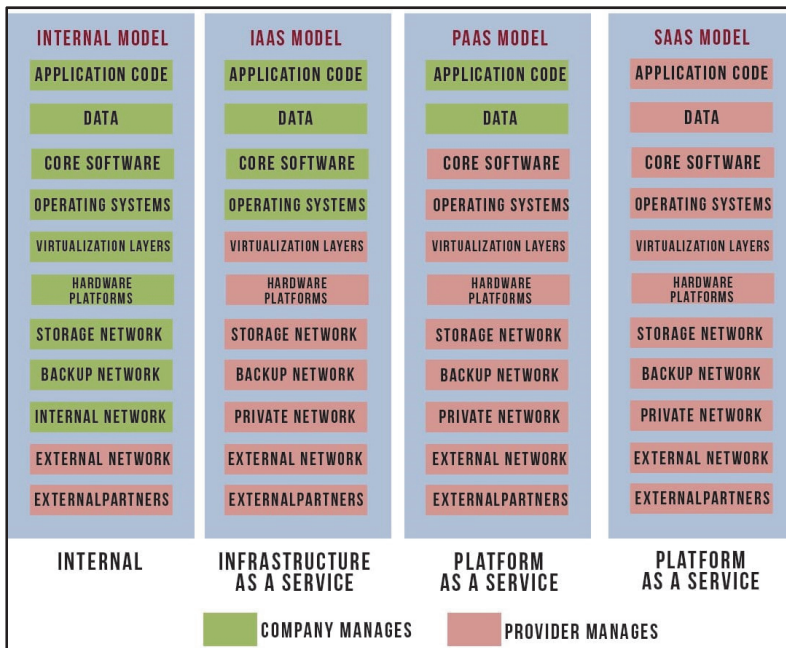 INTERNAL MODEL
APPLICATION CODE
DATA
CORE SOFTWARE
OPERATING SYSTEMS
VIRTUALIZATION LAYERS
HARDWARE
PLATFORMS
STORAGE NETWORK
BACKUP NETWORK
INTERNAL NETWORK
EXTERNAL NETWORK
EXTERNALPARTNERS
INTERNAL
IAAS MODEL
APPLICATION CODE
DATA
CORE SOFTWARE
OPERATING SYSTEMS
VIRTUALIZATION LAYERS
HARDWARE
PLATFORMS
STORAGE NETWORK
BACKUP NETWORK
PRIVATE NETWORK
EXTERNAL NETWORK
EXTERNALPARTNERS
INFRASTRUCTURE
AS A SERVICE
PAAS MODEL
APPLICATION CODE
DATA
CORE SOFTWARE
OPERATING SYSTEMS
VIRTUALIZATION LAYERS
HARDWARE
PLATFORMS
STORAGE NETWORK
BACKUP NETWORK
PRIVATE NETWORK
EXTERNAL NETWORK
EXTERNALPARTNERS
PLATFORM
AS A SERVICE
SAAS MODEL
APPLICATION CODE
DATA
CORE SOFTWARE
OPERATING SYSTEMS
VIRTUALIZATION LAYERS
HARDWARE
PLATFORMS
STORAGE NETWORK
BACKUP NETWORK
PRIVATE NETWORK
EXTERNAL NETWORK
EXTERNALPARTNERS
PLATFORM
AS A SERVICE
COMPANY MANAGES
PROVIDER MANAGES